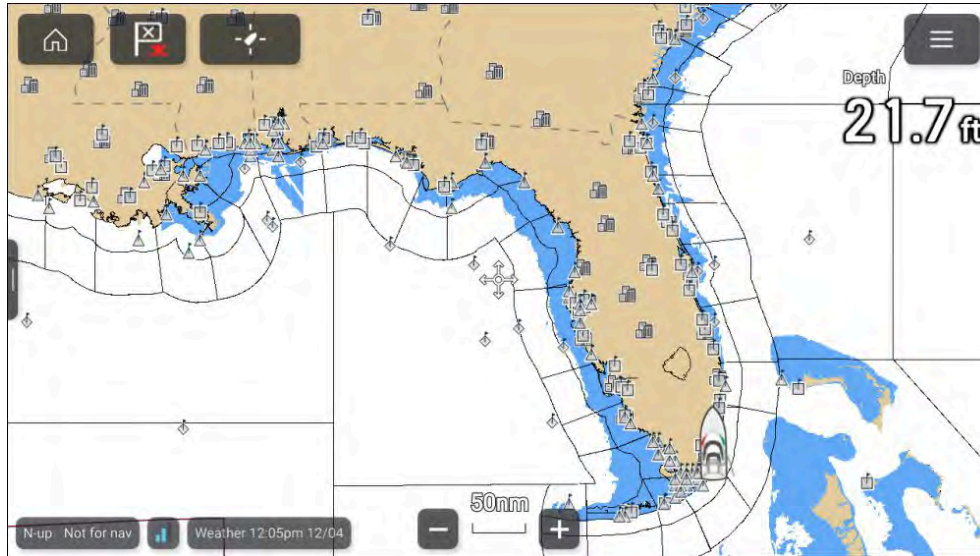 Depth
21.7 ft
50nm
N-up Not for nav
Weather 12:05pm 12/04